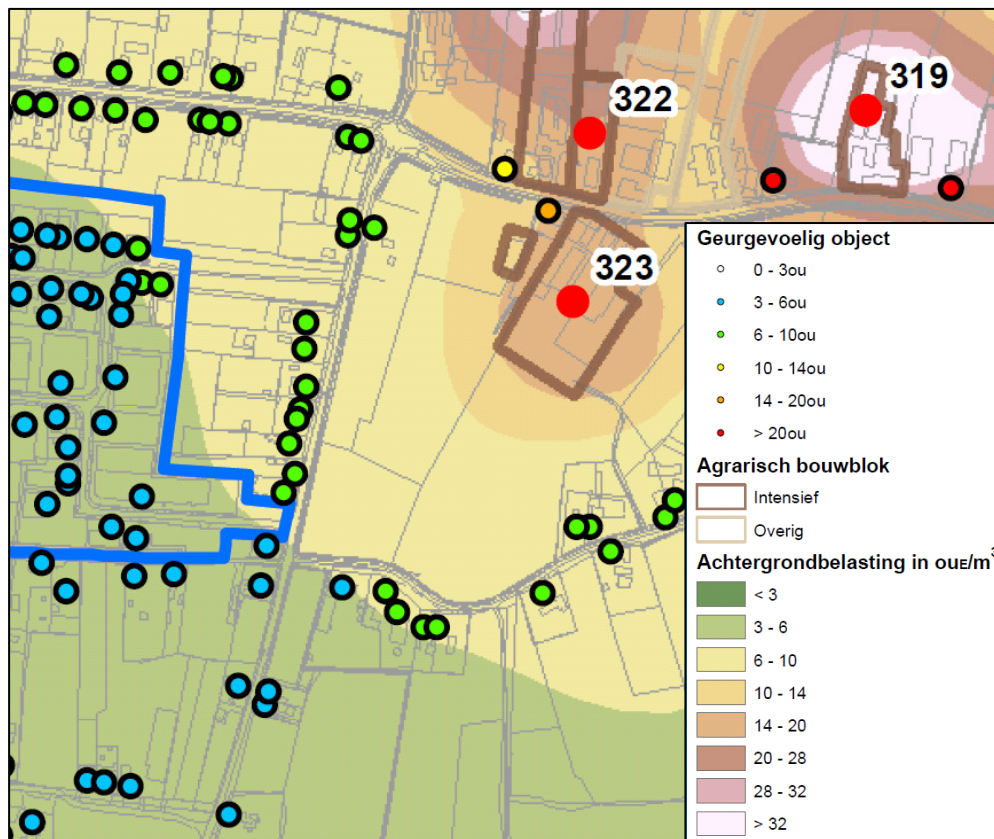 319
322
323
Geurgevoelig object
0 - 3ou
3 - 6ou
6 - 10ou
10 - 14ou
14 - 20ou
> 20ou
Agrarisch bouwblok
Intensief
Overig
Achtergrondbelasting in ouE/m³
< 3
3 - 6
6 - 10
10 - 14
14 - 20
20 - 28
28 - 32
> 32